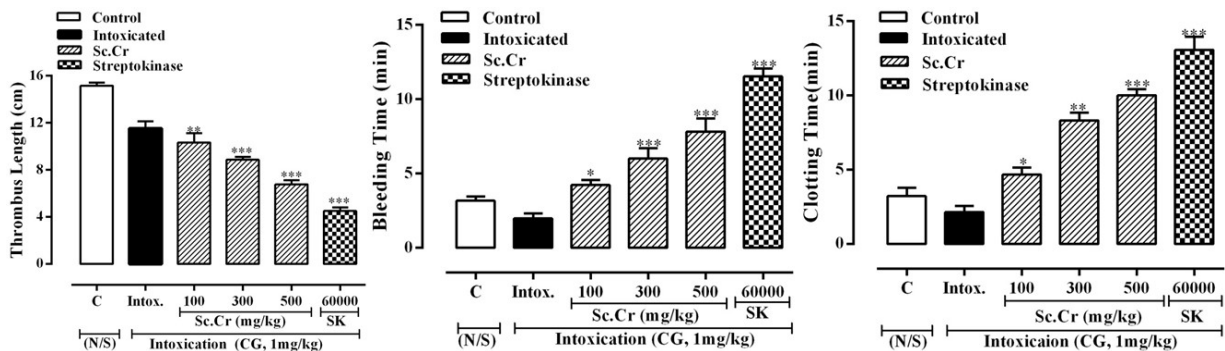 Control
Intoxicated
Sc.Cr
Streptokinase
Thrombus Length (cm)
16
12
8
4
0
** *** *** ***
C Intox. 100 300 500 60000
Sc.Cr (mg/kg) SK
(N/S) Intoxication (CG, 1mg/kg)
Control
Intoxicated
Sc.Cr
Streptokinase
Bleeding Time (min)
15
10
5
0
* *** *** ***
C Intox. 100 300 500 60000
Sc.Cr (mg/kg) SK
(N/S) Intoxication (CG, 1mg/kg)
Control
Intoxicated
Sc.Cr
Streptokinase
Clotting Time(min)
15
10
5
0
* ** *** ***
C Intox. 100 300 500 60000
Sc.Cr (mg/kg) SK
(N/S) Intoxicaion (CG, 1mg/kg)